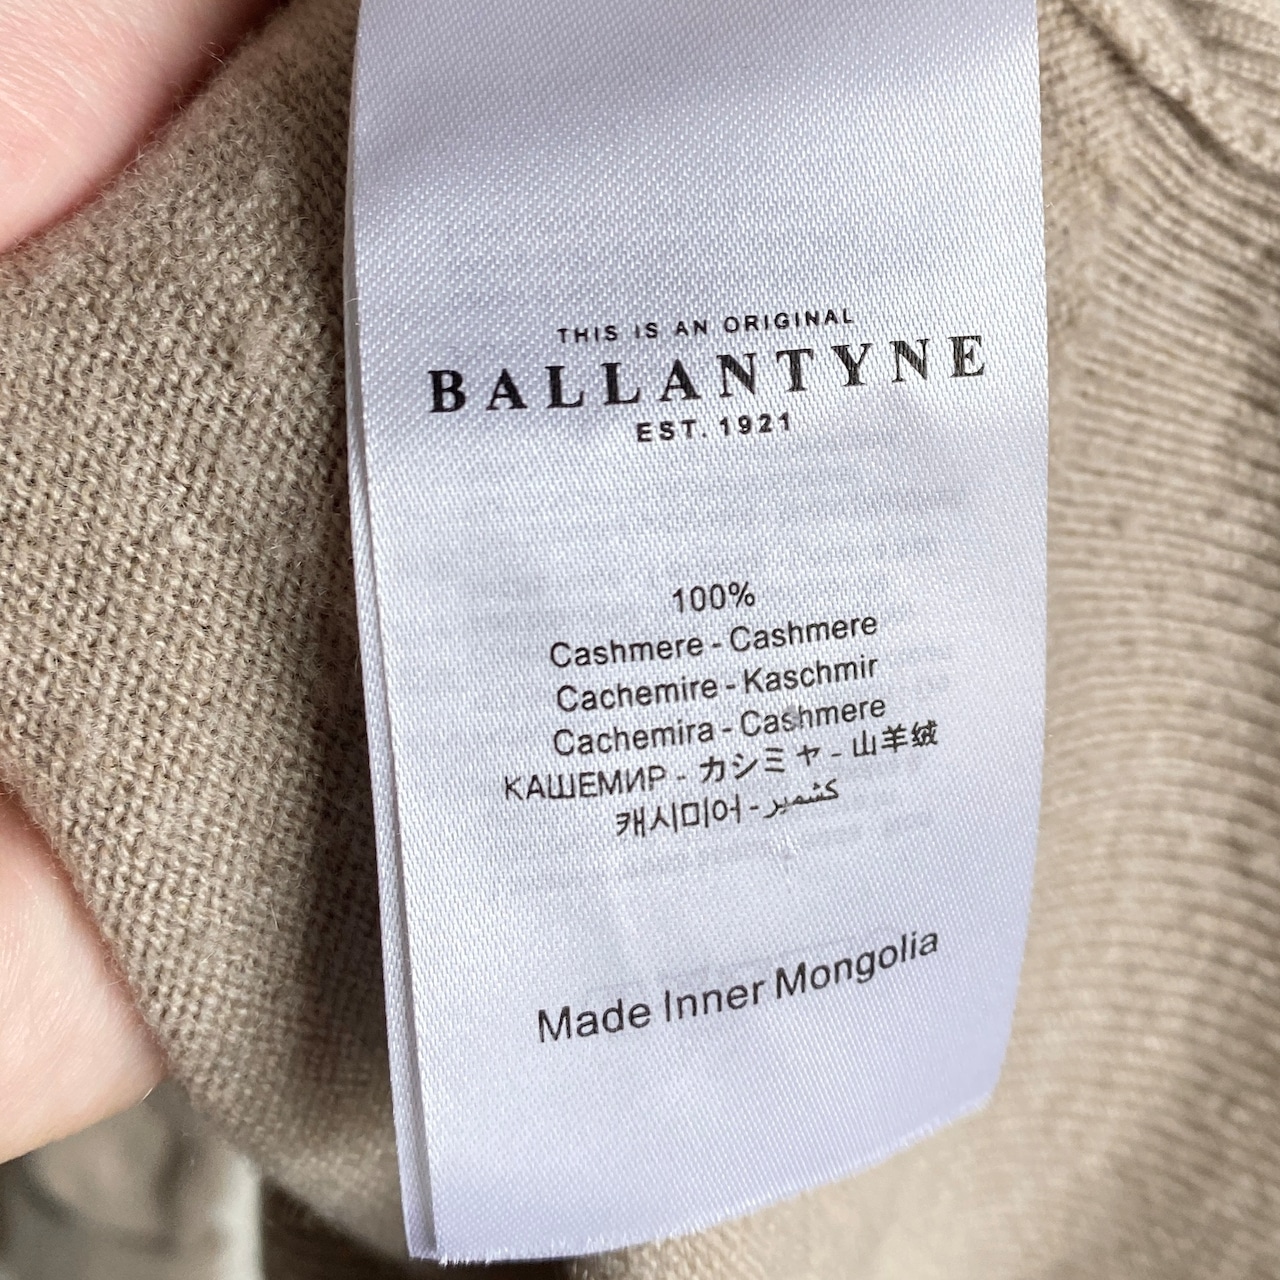 THIS IS AN ORIGINAL
BALLANTYNE
EST. 1921
100%
Cashmere - Cashmere
Cachemire - Kaschmir
Cachemira - Cashmere
КАШЕМИР - カシミヤ - 山羊绒
캐시미어 - كشمير
Made Inner Mongolia